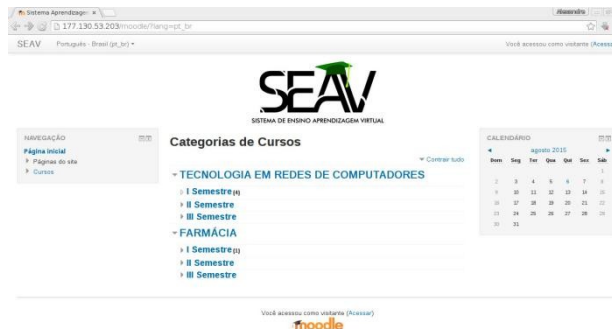 Sistema Aprendizage
Alexandre
177.130.53.203/moodle/?lang=pt_br
SEAV Português - Brasil (pt_br) Você acessou como visitante (Acessar
SEAV
SISTEMA DE ENSINO APRENDIZAGEM VIRTUAL
NAVEGAÇÃO
Página inicial
Páginas do site
Cursos
Categorias de Cursos
Contrair tudo
TECNOLOGIA EM REDES DE COMPUTADORES
I Semestre (4)
II Semestre
III Semestre
FARMÁCIA
I Semestre (1)
II Semestre
III Semestre
CALENDÁRIO
agosto 2015
Dom Seg Ter Qua Qui Sex Sáb
1
2 3 4 5 6 7 8
9 10 11 12 13 14 15
16 17 18 19 20 21 22
23 24 25 26 27 28 29
30 31
Você acessou como visitante (Acessar)
moodle